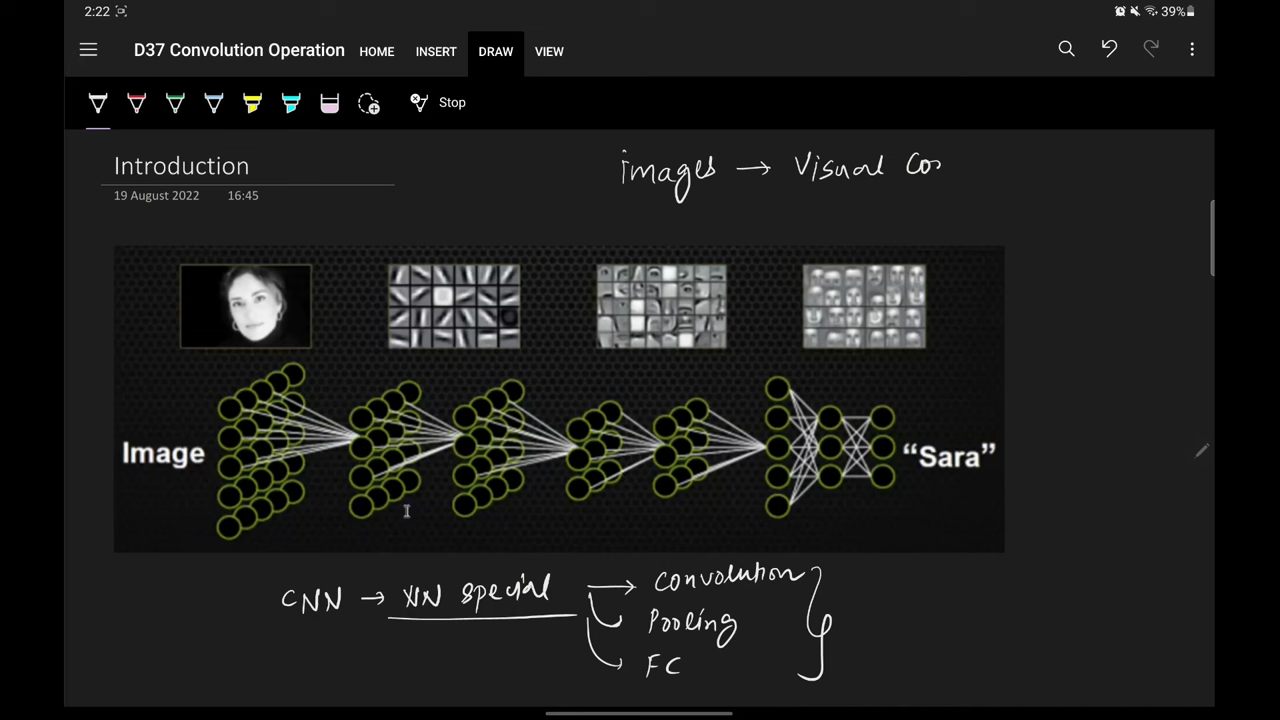 2:22 39%
D37 Convolution Operation HOME INSERT DRAW VIEW
Stop
Introduction
19 August 2022 16:45
images → Visual Co
Image "Sara"
CNN → NN special → Convolution
Pooling
FC